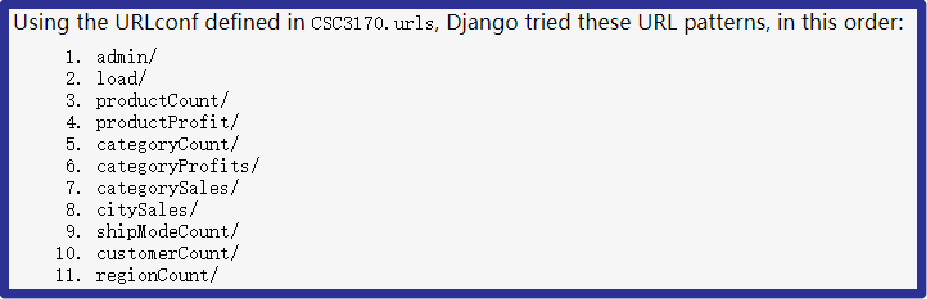 Using the URLconf defined in CSC3170.urls, Django tried these URL patterns, in this order:
1. admin/
2. load/
3. productCount/
4. productProfit/
5. categoryCount/
6. categoryProfits/
7. categorySales/
8. citySales/
9. shipModeCount/
10. customerCount/
11. regionCount/